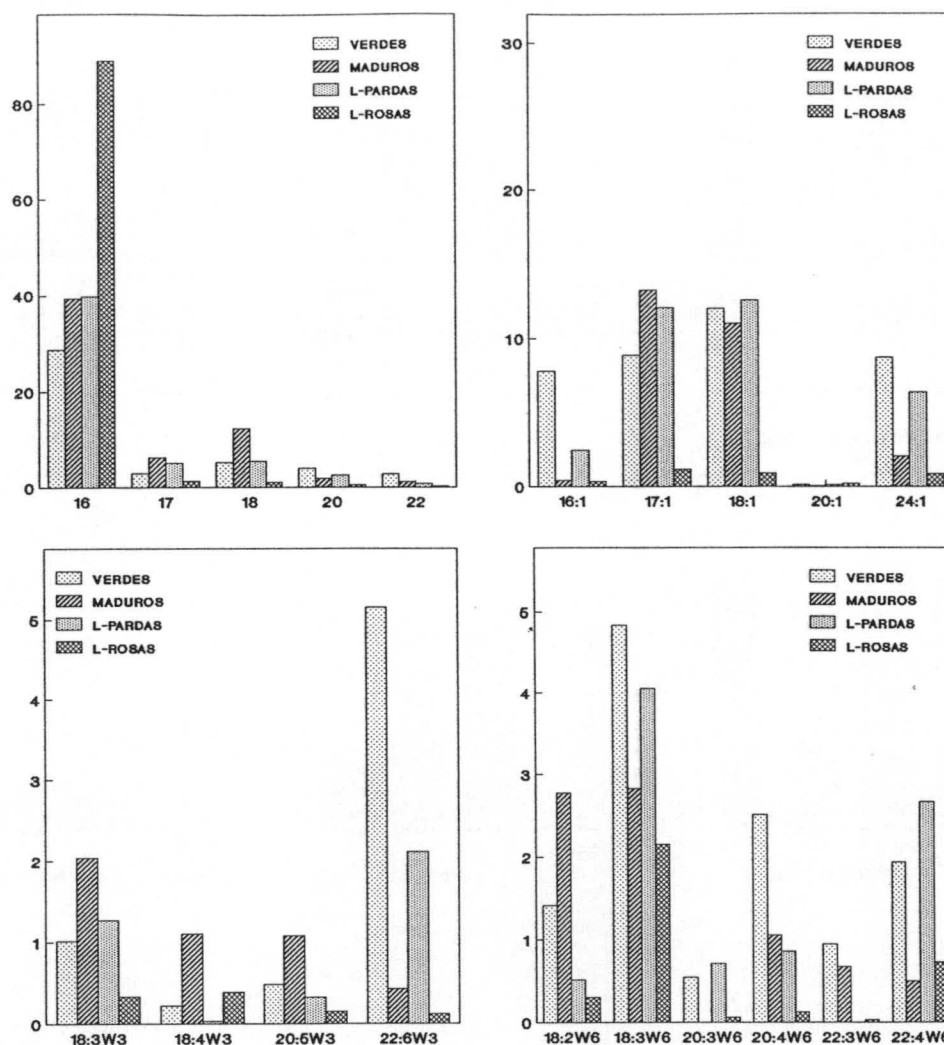 VERDES
MADUROS
L-PARDAS
L-ROSAS
80
60
40
20
0
16 17 18 20 22
VERDES
MADUROS
L-PARDAS
L-ROSAS
30
20
10
0
16:1 17:1 18:1 20:1 24:1
VERDES
MADUROS
L-PARDAS
L-ROSAS
5
4
3
2
1
0
18:3W3 18:4W3 20:5W3 22:6W3
VERDES
MADUROS
L-PARDAS
L-ROSAS
5
4
3
2
1
0
18:2W6 18:3W6 20:3W6 20:4W6 22:3W6 22:4W6